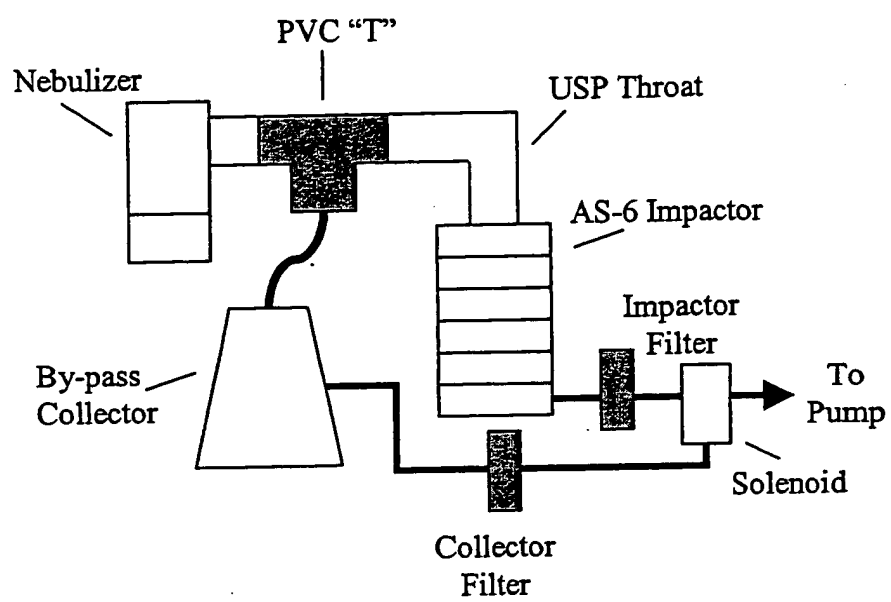 PVC “T”
Nebulizer
USP Throat
AS-6 Impactor
Impactor
Filter
By-pass
Collector
To
Pump
Solenoid
Collector
Filter